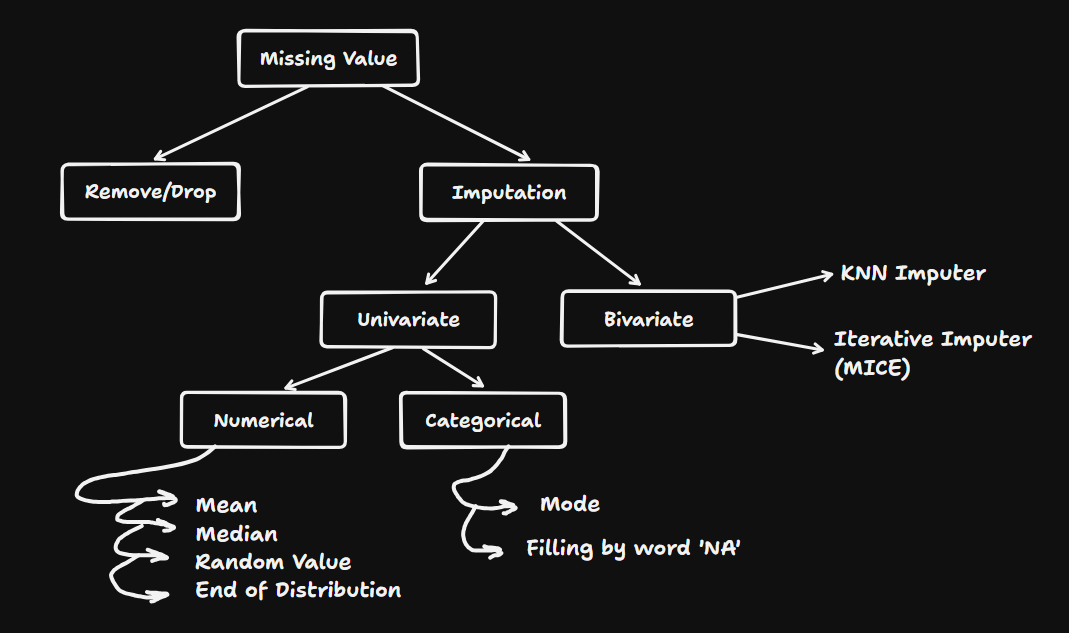 Missing Value
Remove/Drop
Imputation
Univariate
Bivariate
KNN Imputer
Iterative Imputer
(MICE)
Numerical
Categorical
Mean
Median
Random Value
End of Distribution
Mode
Filling by word 'NA'